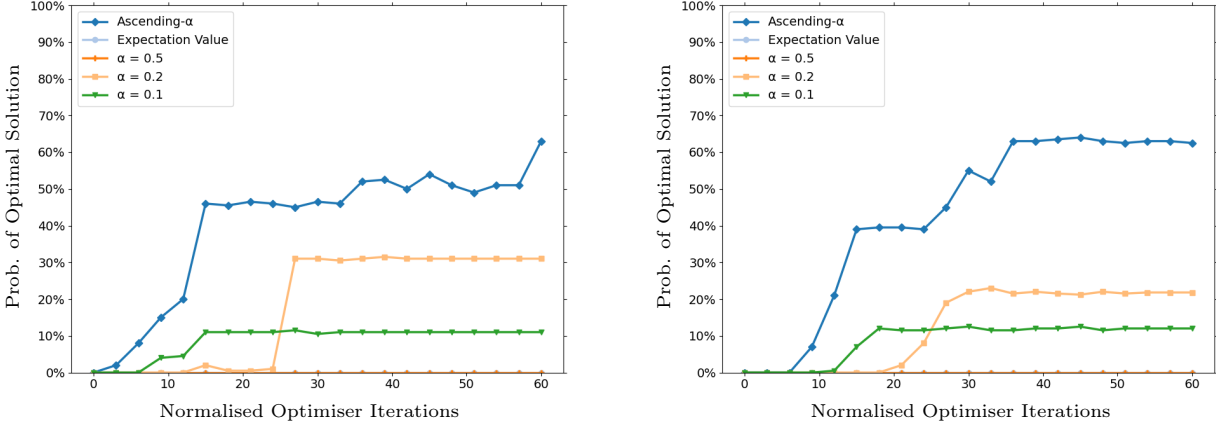 100%
90%
80%
70%
60%
50%
40%
30%
20%
10%
0%
Prob. of Optimal Solution
Ascending-α
Expectation Value
α = 0.5
α = 0.2
α = 0.1
0 10 20 30 40 50 60
Normalised Optimiser Iterations
100%
90%
80%
70%
60%
50%
40%
30%
20%
10%
0%
Prob. of Optimal Solution
Ascending-α
Expectation Value
α = 0.5
α = 0.2
α = 0.1
0 10 20 30 40 50 60
Normalised Optimiser Iterations